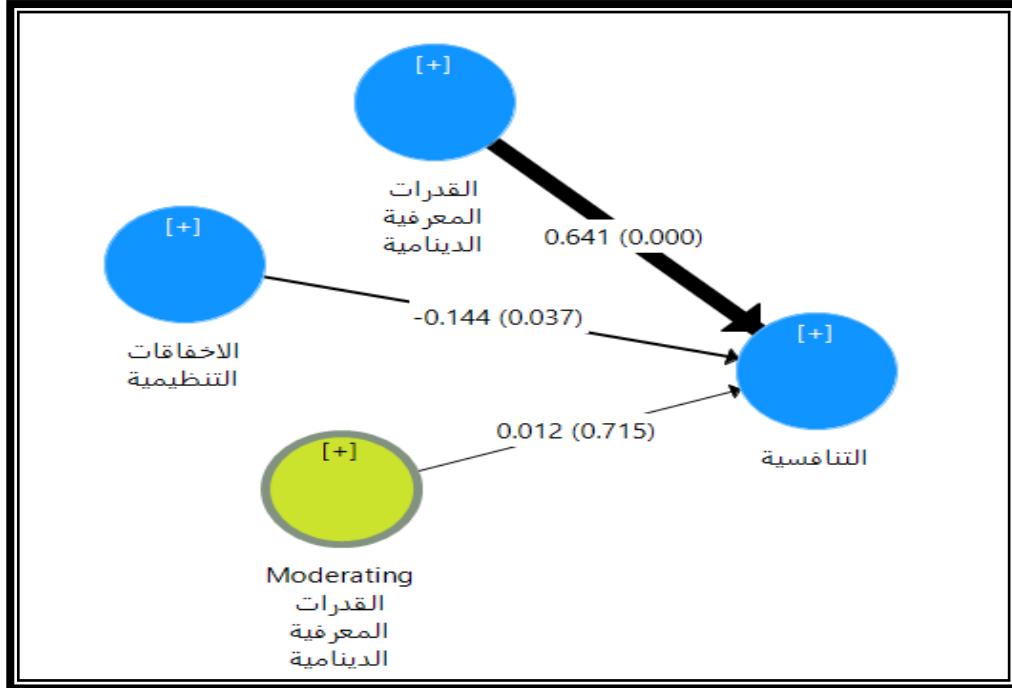 [+]
القدرات
المعرفية
الدينامية
0.641 (0.000)
[+]
الاخفاقات
التنظيمية
-0.144 (0.037)
[+]
التنافسية
0.012 (0.715)
[+]
Moderating
القدرات
المعرفية
الدينامية